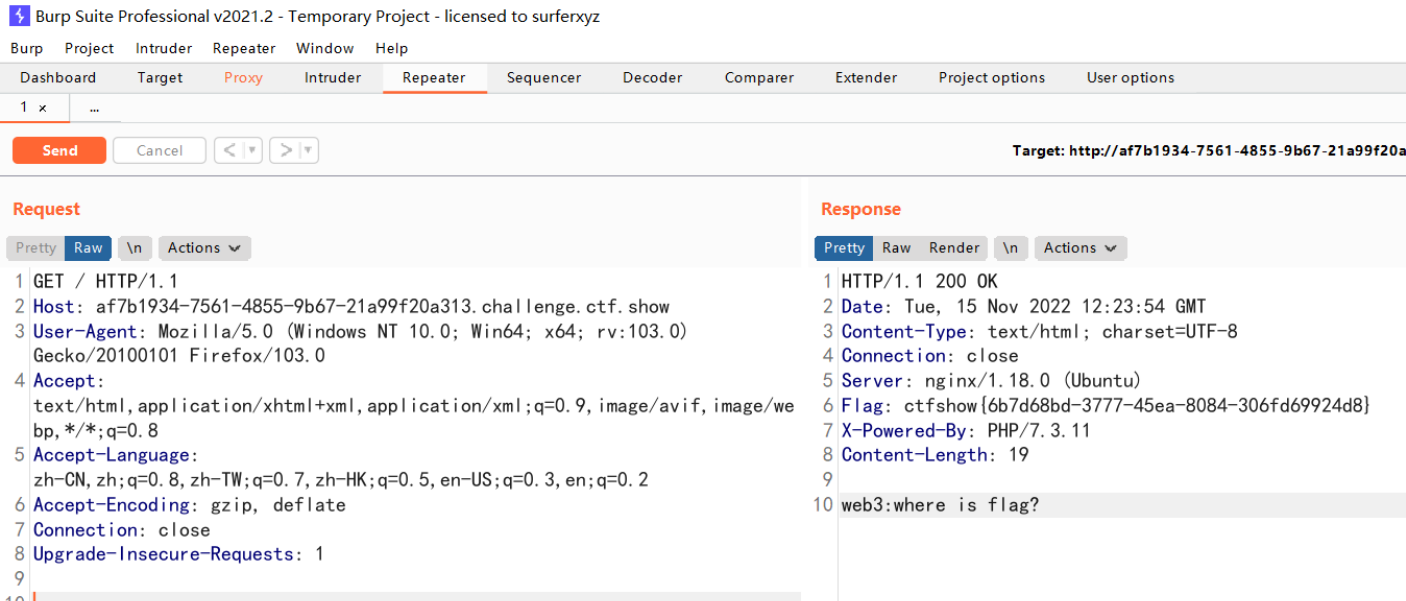 Burp Suite Professional v2021.2 - Temporary Project - licensed to surferxyz
Burp Project Intruder Repeater Window Help
Dashboard Target Proxy Intruder Repeater Sequencer Decoder Comparer Extender Project options User options
1 × ...
Send Cancel < > 
Target: http://af7b1934-7561-4855-9b67-21a99f20a
Request
Pretty Raw \n Actions
1 GET / HTTP/1.1
2 Host: af7b1934-7561-4855-9b67-21a99f20a313.challenge.ctf.show
3 User-Agent: Mozilla/5.0 (Windows NT 10.0; Win64; x64; rv:103.0)
Gecko/20100101 Firefox/103.0
4 Accept:
text/html,application/xhtml+xml,application/xml;q=0.9,image/avif,image/we
bp,*/*;q=0.8
5 Accept-Language:
zh-CN,zh;q=0.8,zh-TW;q=0.7,zh-HK;q=0.5,en-US;q=0.3,en;q=0.2
6 Accept-Encoding: gzip, deflate
7 Connection: close
8 Upgrade-Insecure-Requests: 1
9
10
Response
Pretty Raw Render \n Actions
1 HTTP/1.1 200 OK
2 Date: Tue, 15 Nov 2022 12:23:54 GMT
3 Content-Type: text/html; charset=UTF-8
4 Connection: close
5 Server: nginx/1.18.0 (Ubuntu)
6 Flag: ctfshow{6b7d68bd-3777-45ea-8084-306fd69924d8}
7 X-Powered-By: PHP/7.3.11
8 Content-Length: 19
9
10 web3:where is flag?